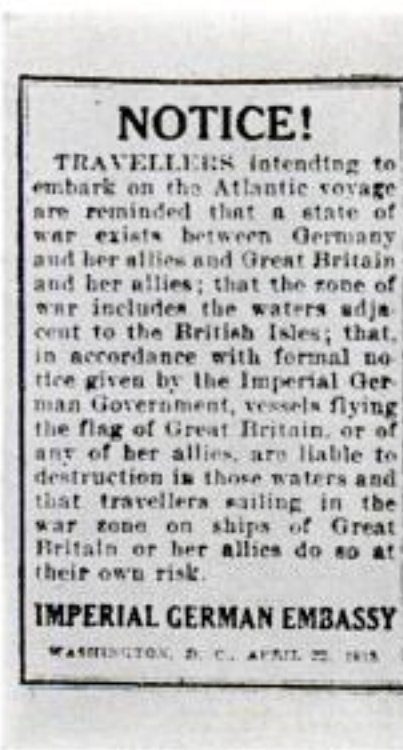 NOTICE!
TRAVELLERS intending to
embark on the Atlantic voyage
are reminded that a state of
war exists between Germany
and her allies and Great Britain
and her allies; that the zone of
war includes the waters adja-
cent to the British Isles; that,
in accordance with formal no-
tice given by the Imperial Ger-
man Government, vessels flying
the flag of Great Britain, or of
any of her allies, are liable to
destruction in those waters and
that travellers sailing in the
war zone on ships of Great
Britain or her allies do so at
their own risk.
IMPERIAL GERMAN EMBASSY
WASHINGTON, D. C., APRIL 22, 1915